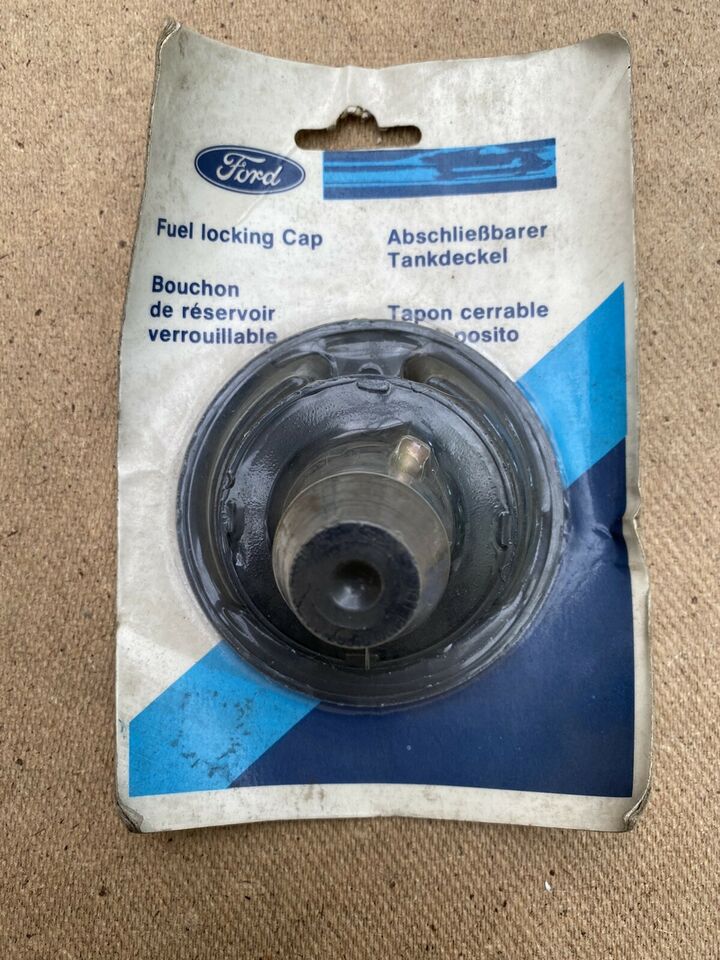 Ford
Fuel locking Cap
Abschließbarer
Tankdeckel
Bouchon
de réservoir
verrouillable
Tapon cerrable